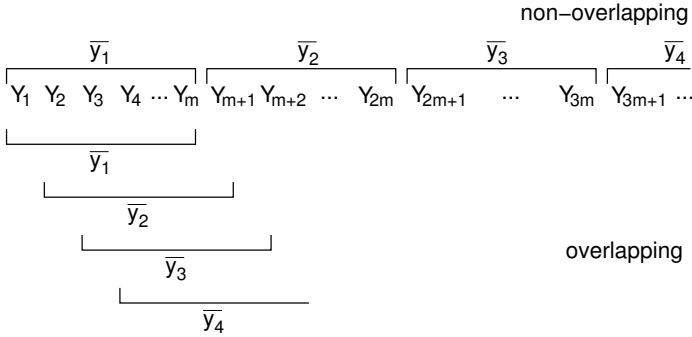 non−overlapping
y̅₁ y̅₂ y̅₃ y̅₄
Y₁ Y₂ Y₃ Y₄ ... Yₘ Yₘ₊₁ Yₘ₊₂ ... Y₂ₘ Y₂ₘ₊₁ ... Y₃ₘ Y₃ₘ₊₁ ...
y̅₁
y̅₂
y̅₃
overlapping
y̅₄